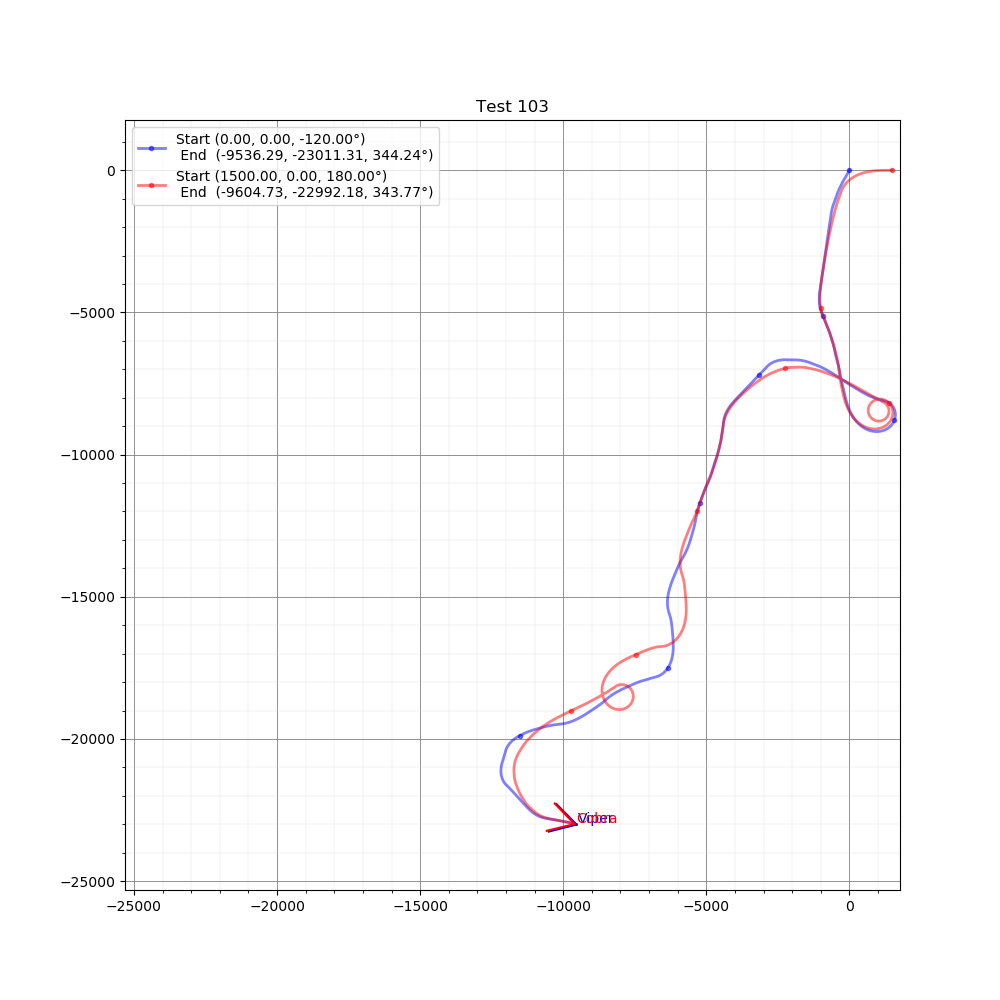 Test 103
Start (0.00, 0.00, -120.00°)
End (-9536.29, -23011.31, 344.24°)
Start (1500.00, 0.00, 180.00°)
End (-9604.73, -22992.18, 343.77°)
0
−5000
−10000
−15000
−20000
−25000
Viper
Cobra
−25000 −20000 −15000 −10000 −5000 0